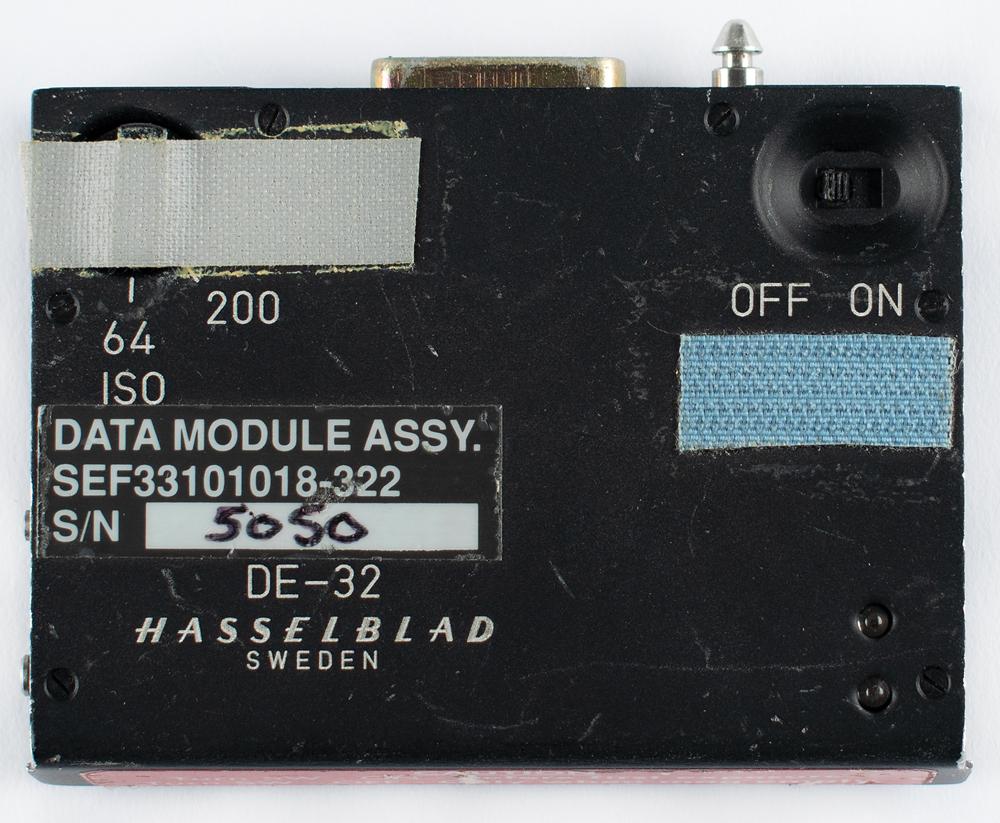 200
64
ISO
OFF ON
DATA MODULE ASSY.
SEF33101018-322
S/N 5050
DE-32
HASSELBLAD
SWEDEN